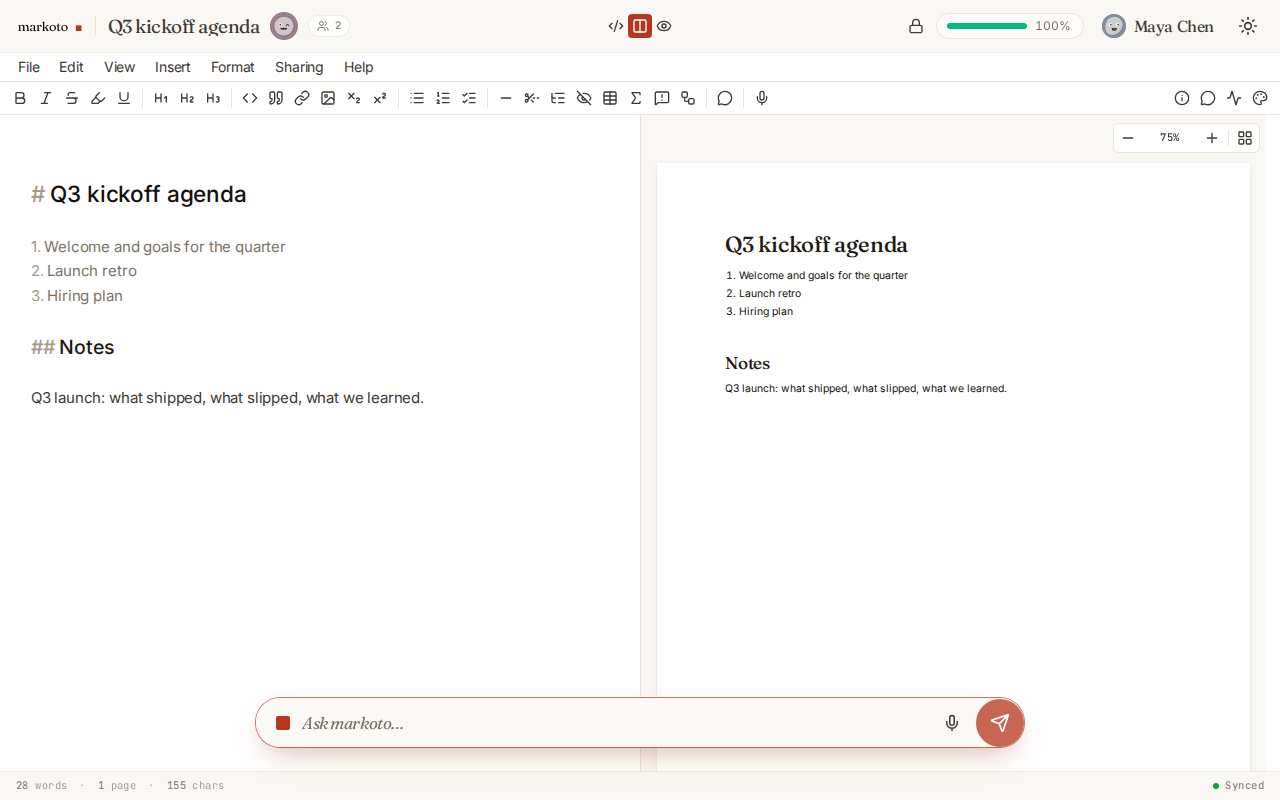 markoto
Q3 kickoff agenda
2
100%
Maya Chen
File Edit View Insert Format Sharing Help
H1 H2 H3
75%
# Q3 kickoff agenda
1. Welcome and goals for the quarter
2. Launch retro
3. Hiring plan
## Notes
Q3 launch: what shipped, what slipped, what we learned.
Q3 kickoff agenda
1. Welcome and goals for the quarter
2. Launch retro
3. Hiring plan
Notes
Q3 launch: what shipped, what slipped, what we learned.
Ask markoto...
28 words · 1 page · 155 chars
Synced